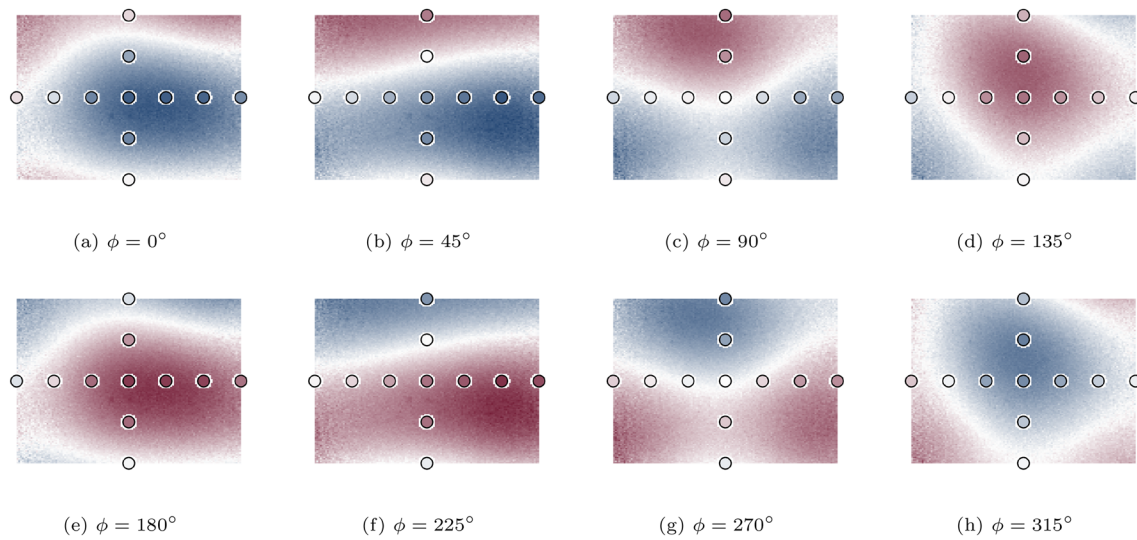 (a) ϕ = 0°
(b) ϕ = 45°
(c) ϕ = 90°
(d) ϕ = 135°
(e) ϕ = 180°
(f) ϕ = 225°
(g) ϕ = 270°
(h) ϕ = 315°